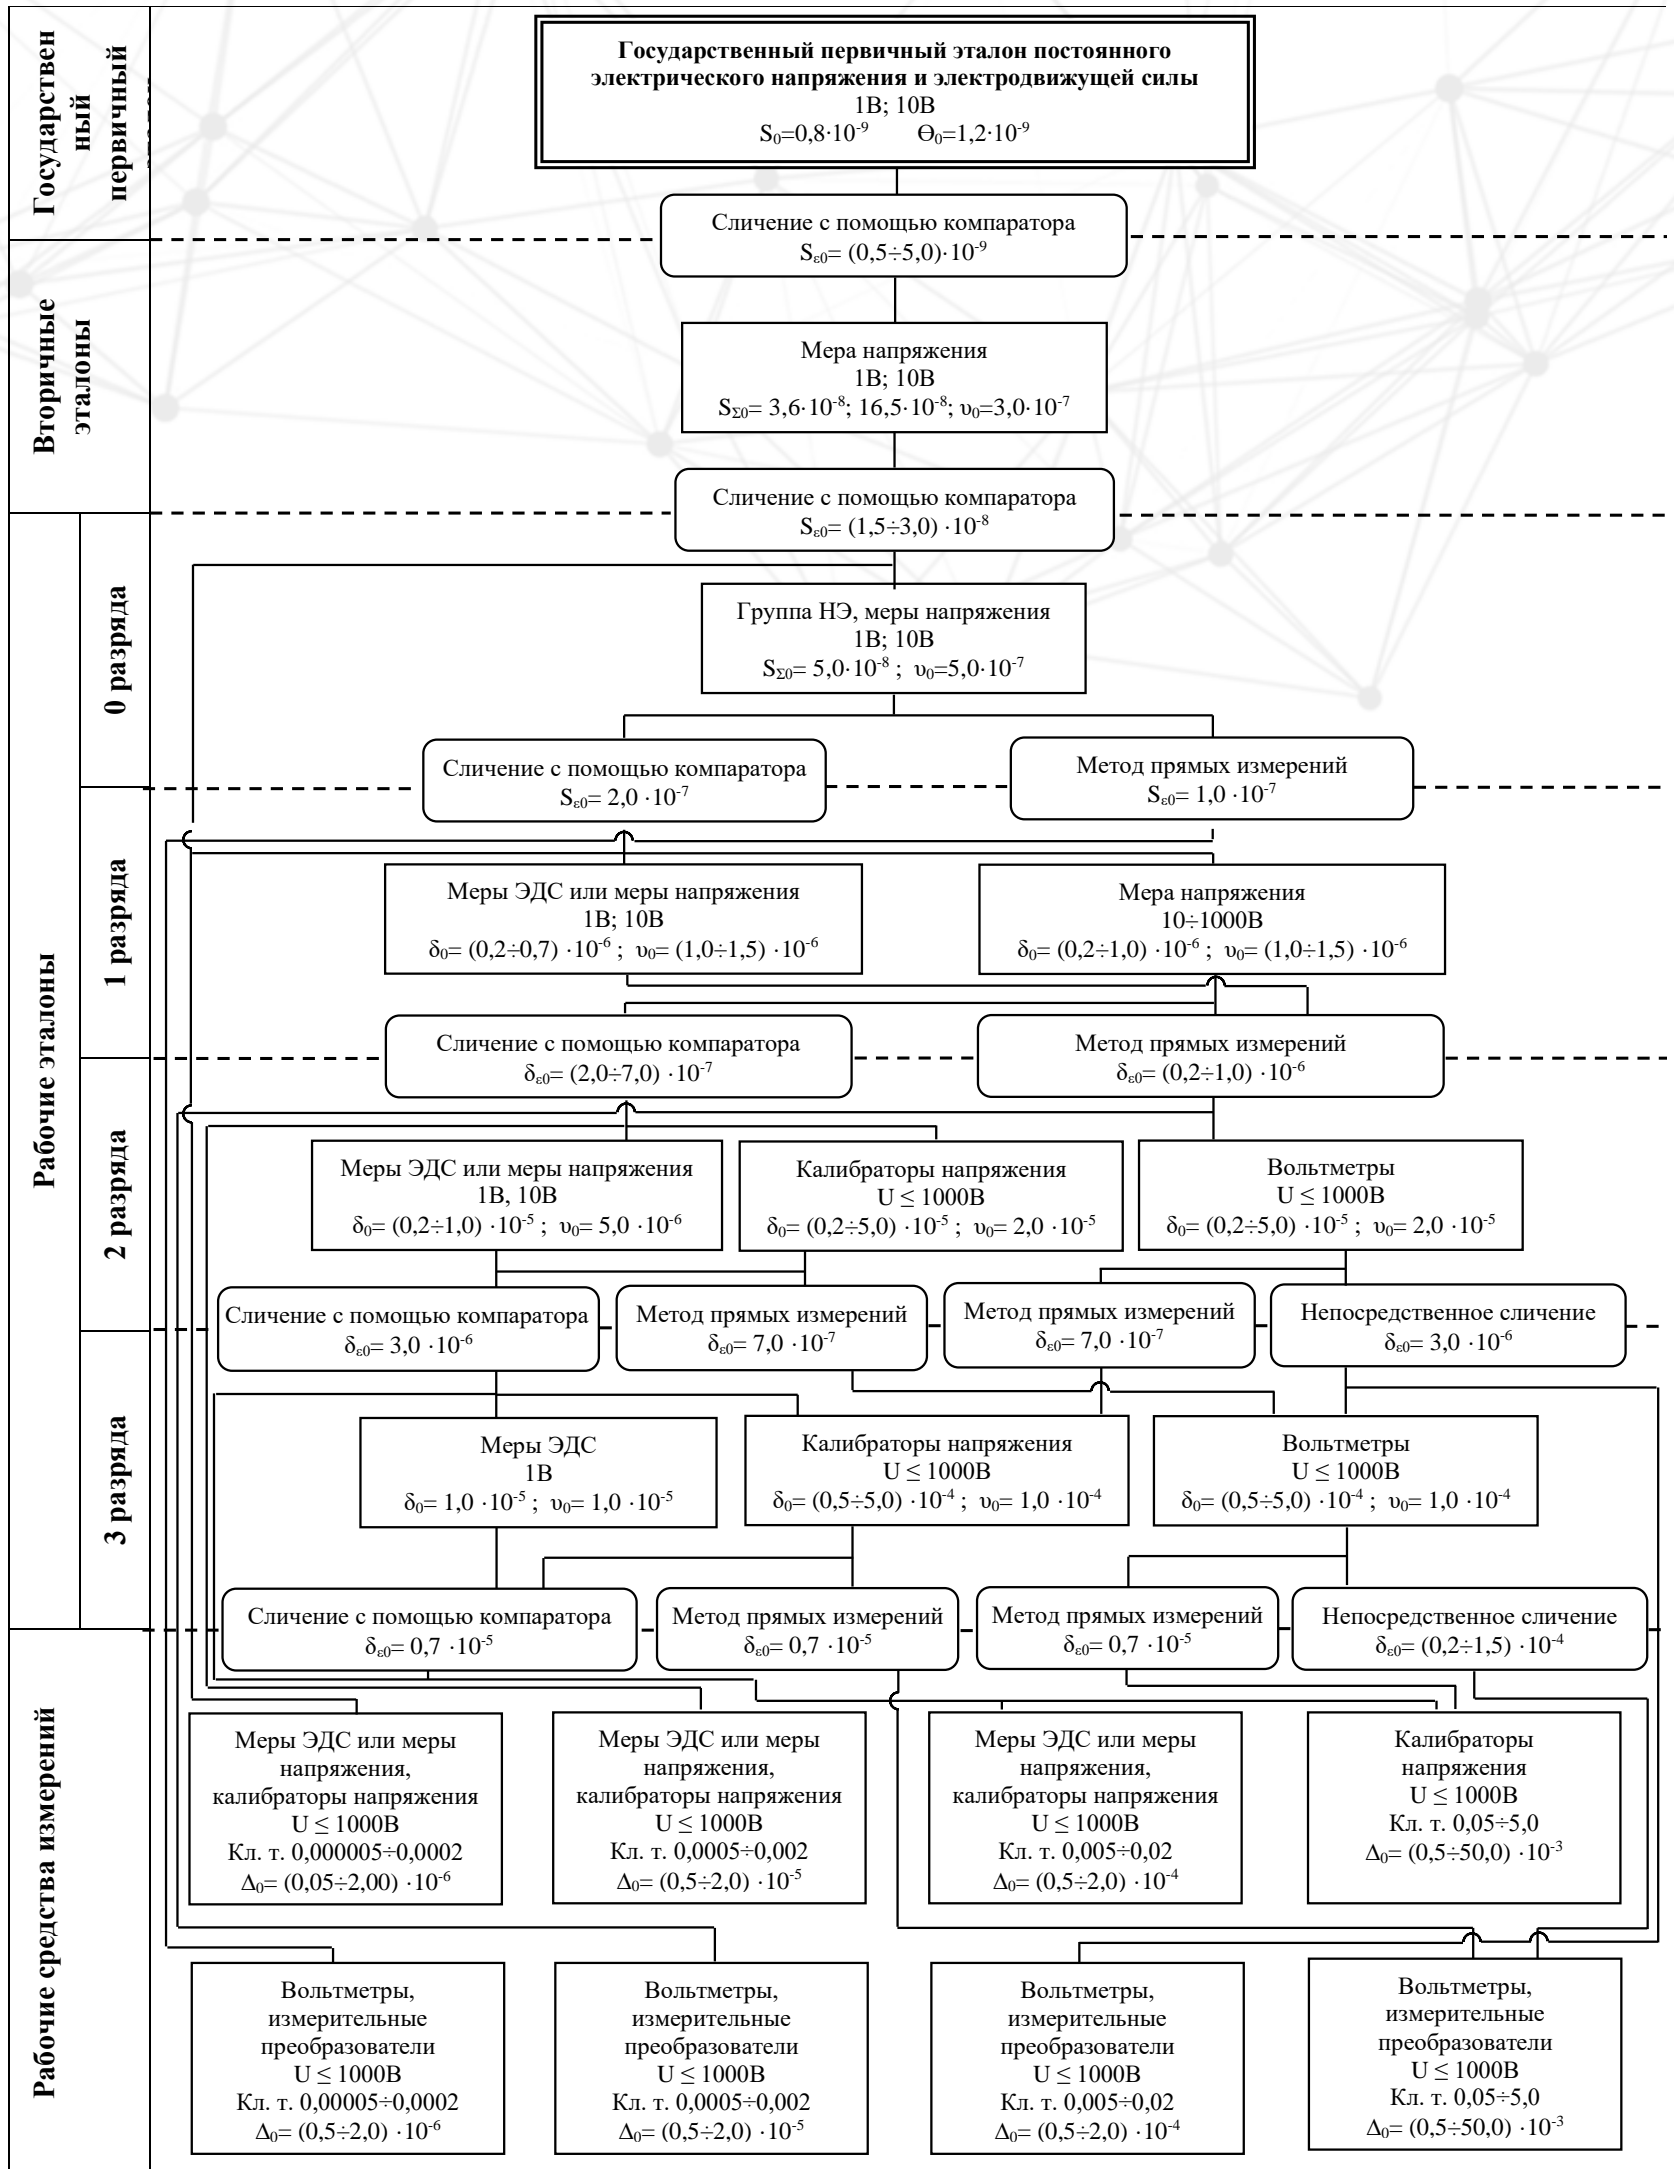 Государствен
ный
первичный
Государственный первичный эталон постоянного
электрического напряжения и электродвижущей силы
1В; 10В
S₀=0,8·10⁻⁹ Ө₀=1,2·10⁻⁹
Сличение с помощью компаратора
Sε0= (0,5÷5,0)·10⁻⁹
Вторичные
эталоны
Мера напряжения
1В; 10В
SΣ0= 3,6·10⁻⁸; 16,5·10⁻⁸; υ₀=3,0·10⁻⁷
Сличение с помощью компаратора
Sε0= (1,5÷3,0) ·10⁻⁸
Рабочие эталоны
0 разряда
Группа НЭ, меры напряжения
1В; 10В
SΣ0= 5,0·10⁻⁸ ; υ₀=5,0·10⁻⁷
Сличение с помощью компаратора
Sε0= 2,0 ·10⁻⁷
Метод прямых измерений
Sε0= 1,0 ·10⁻⁷
1 разряда
Меры ЭДС или меры напряжения
1В; 10В
δ₀= (0,2÷0,7) ·10⁻⁶ ; υ₀= (1,0÷1,5) ·10⁻⁶
Мера напряжения
10÷1000В
δ₀= (0,2÷1,0) ·10⁻⁶ ; υ₀= (1,0÷1,5) ·10⁻⁶
Сличение с помощью компаратора
δε0= (2,0÷7,0) ·10⁻⁷
Метод прямых измерений
δε0= (0,2÷1,0) ·10⁻⁶
2 разряда
Меры ЭДС или меры напряжения
1В, 10В
δ₀= (0,2÷1,0) ·10⁻⁵ ; υ₀= 5,0 ·10⁻⁶
Калибраторы напряжения
U ≤ 1000В
δ₀= (0,2÷5,0) ·10⁻⁵ ; υ₀= 2,0 ·10⁻⁵
Вольтметры
U ≤ 1000В
δ₀= (0,2÷5,0) ·10⁻⁵ ; υ₀= 2,0 ·10⁻⁵
Сличение с помощью компаратора
δε0= 3,0 ·10⁻⁶
Метод прямых измерений
δε0= 7,0 ·10⁻⁷
Метод прямых измерений
δε0= 7,0 ·10⁻⁷
Непосредственное сличение
δε0= 3,0 ·10⁻⁶
3 разряда
Меры ЭДС
1В
δ₀= 1,0 ·10⁻⁵ ; υ₀= 1,0 ·10⁻⁵
Калибраторы напряжения
U ≤ 1000В
δ₀= (0,5÷5,0) ·10⁻⁴ ; υ₀= 1,0 ·10⁻⁴
Вольтметры
U ≤ 1000В
δ₀= (0,5÷5,0) ·10⁻⁴ ; υ₀= 1,0 ·10⁻⁴
Сличение с помощью компаратора
δε0= 0,7 ·10⁻⁵
Метод прямых измерений
δε0= 0,7 ·10⁻⁵
Метод прямых измерений
δε0= 0,7 ·10⁻⁵
Непосредственное сличение
δε0= (0,2÷1,5) ·10⁻⁴
Рабочие средства измерений
Меры ЭДС или меры
напряжения,
калибраторы напряжения
U ≤ 1000В
Кл. т. 0,000005÷0,0002
Δ₀= (0,05÷2,00) ·10⁻⁶
Меры ЭДС или меры
напряжения,
калибраторы напряжения
U ≤ 1000В
Кл. т. 0,0005÷0,002
Δ₀= (0,5÷2,0) ·10⁻⁵
Меры ЭДС или меры
напряжения,
калибраторы напряжения
U ≤ 1000В
Кл. т. 0,005÷0,02
Δ₀= (0,5÷2,0) ·10⁻⁴
Калибраторы
напряжения
U ≤ 1000В
Кл. т. 0,05÷5,0
Δ₀= (0,5÷50,0) ·10⁻³
Вольтметры,
измерительные
преобразователи
U ≤ 1000В
Кл. т. 0,00005÷0,0002
Δ₀= (0,5÷2,0) ·10⁻⁶
Вольтметры,
измерительные
преобразователи
U ≤ 1000В
Кл. т. 0,0005÷0,002
Δ₀= (0,5÷2,0) ·10⁻⁵
Вольтметры,
измерительные
преобразователи
U ≤ 1000В
Кл. т. 0,005÷0,02
Δ₀= (0,5÷2,0) ·10⁻⁴
Вольтметры,
измерительные
преобразователи
U ≤ 1000В
Кл. т. 0,05÷5,0
Δ₀= (0,5÷50,0) ·10⁻³